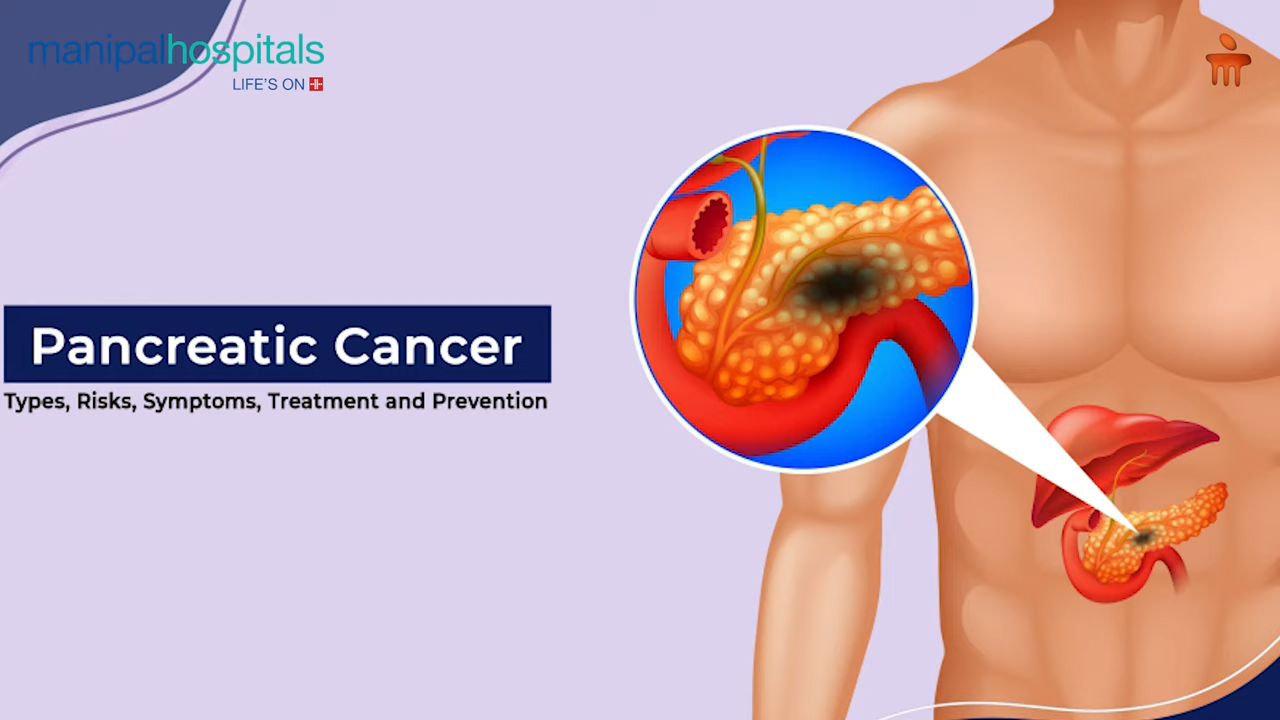 manipalhospitals
LIFE'S ON
Pancreatic Cancer
Types, Risks, Symptoms, Treatment and Prevention